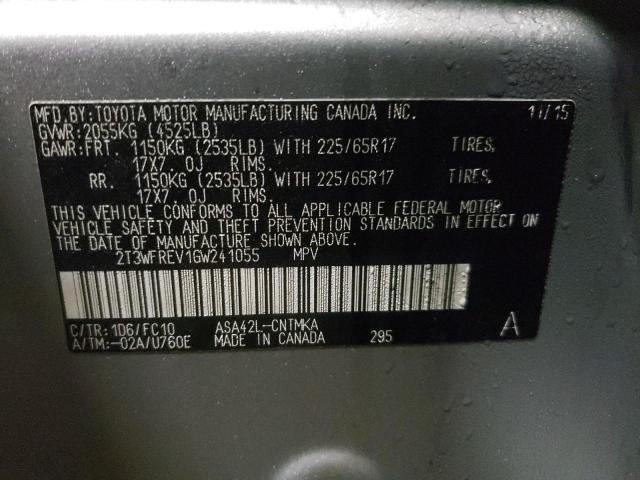 MFD.BY:TOYOTA MOTOR MANUFACTURING CANADA INC. 11/15
GVWR:2055KG (4525LB)
GAWR:FRT 1150KG (2535LB) WITH 225/65R17 TIRES,
17X7.0J RIMS.
RR. 1150KG (2535LB) WITH 225/65R17 TIRES,
17X7.0J RIMS.
THIS VEHICLE CONFORMS TO ALL APPLICABLE FEDERAL MOTOR
VEHICLE SAFETY AND THEFT PREVENTION STANDARDS IN EFFECT ON
THE DATE OF MANUFACTURE SHOWN ABOVE.
2T3WFREV1GW241055 MPV
C/TR:1D6/FC10 ASA42L-CNTMKA A
A/TM:-02A/U760E MADE IN CANADA 295